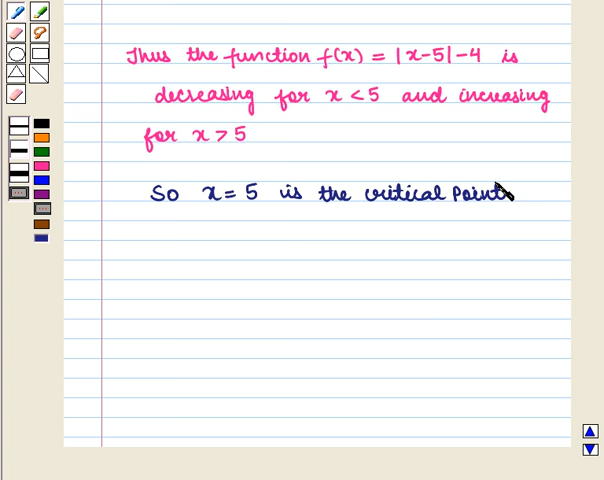 Thus the function f(x) = |x-5|-4 is
decreasing for x < 5 and increasing
for x > 5
So x = 5 is the critical Point